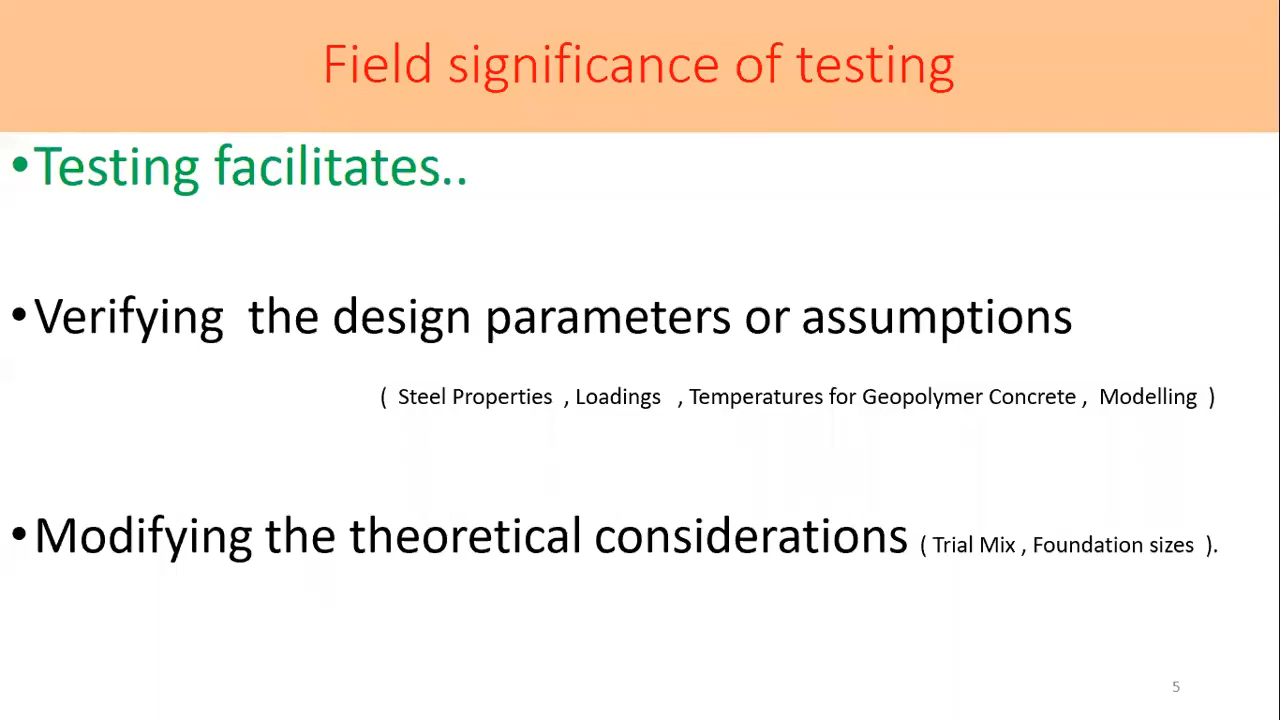 Field significance of testing
•Testing facilitates..
•Verifying the design parameters or assumptions
( Steel Properties , Loadings , Temperatures for Geopolymer Concrete , Modelling )
•Modifying the theoretical considerations ( Trial Mix , Foundation sizes ).
5